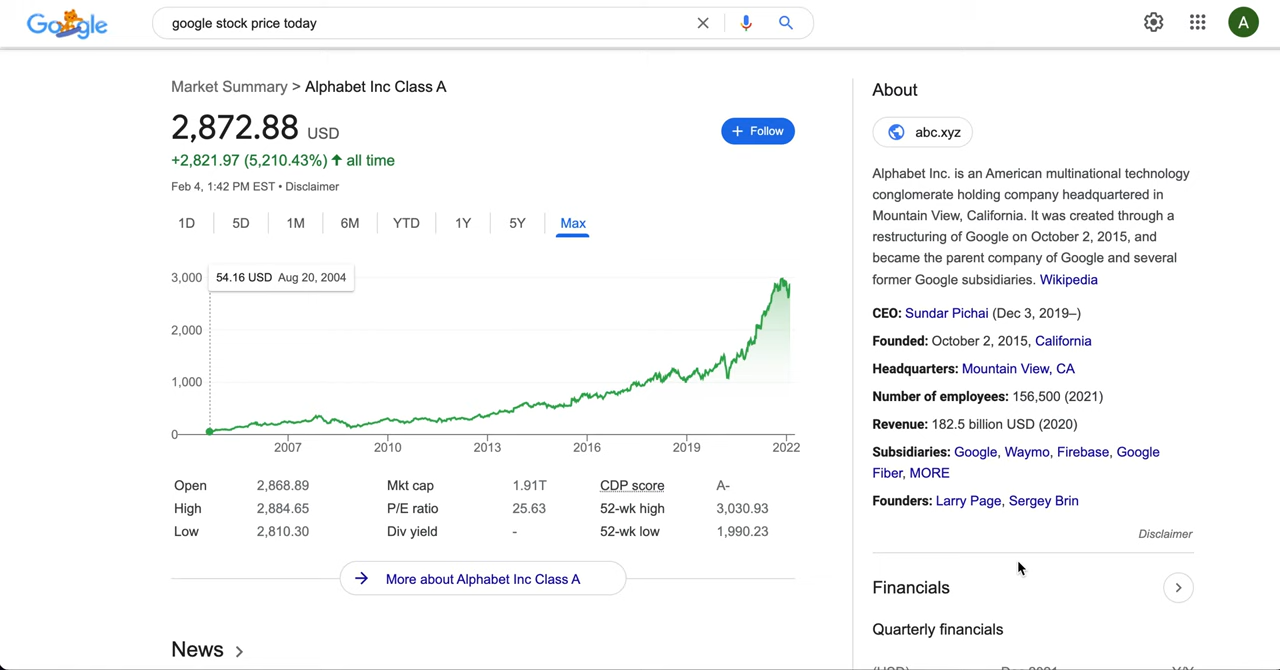 Google
google stock price today
A
Market Summary > Alphabet Inc Class A
2,872.88 USD
+ Follow
+2,821.97 (5,210.43%) ↑ all time
Feb 4, 1:42 PM EST • Disclaimer
1D 5D 1M 6M YTD 1Y 5Y Max
3,000
54.16 USD Aug 20, 2004
2,000
1,000
0
2007 2010 2013 2016 2019 2022
Open 2,868.89 Mkt cap 1.91T CDP score A-
High 2,884.65 P/E ratio 25.63 52-wk high 3,030.93
Low 2,810.30 Div yield - 52-wk low 1,990.23
More about Alphabet Inc Class A
News >
About
abc.xyz
Alphabet Inc. is an American multinational technology
conglomerate holding company headquartered in
Mountain View, California. It was created through a
restructuring of Google on October 2, 2015, and
became the parent company of Google and several
former Google subsidiaries. Wikipedia
CEO: Sundar Pichai (Dec 3, 2019–)
Founded: October 2, 2015, California
Headquarters: Mountain View, CA
Number of employees: 156,500 (2021)
Revenue: 182.5 billion USD (2020)
Subsidiaries: Google, Waymo, Firebase, Google
Fiber, MORE
Founders: Larry Page, Sergey Brin
Disclaimer
Financials
Quarterly financials